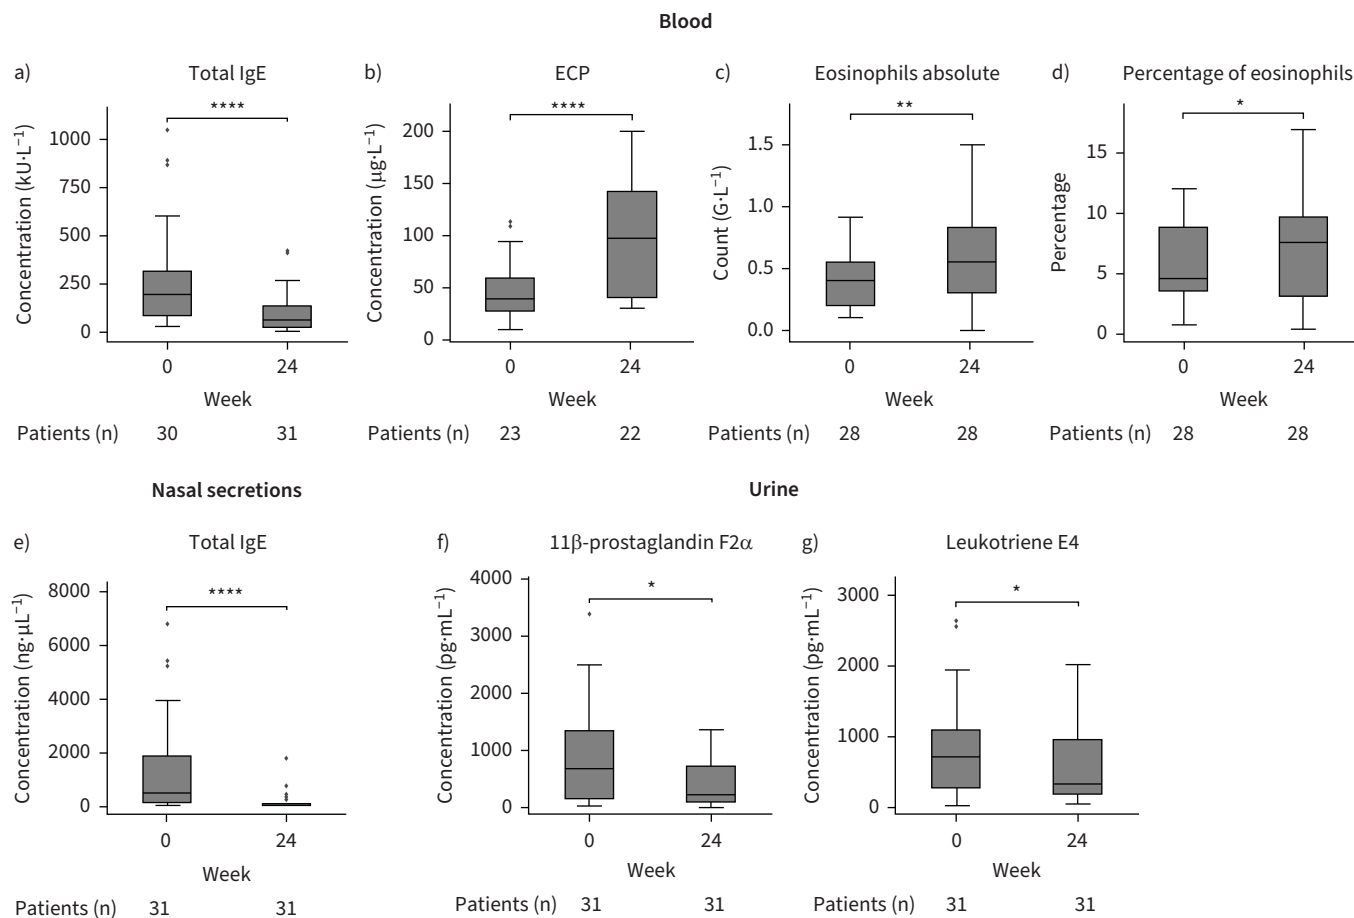 Blood
a) Total IgE
Concentration (kU·L⁻¹)
1000
750
500
250
0
****
0 24
Week
Patients (n) 30 31
b) ECP
Concentration (µg·L⁻¹)
200
150
100
50
0
****
0 24
Week
Patients (n) 23 22
c) Eosinophils absolute
Count (G·L⁻¹)
1.5
1.0
0.5
0.0
**
0 24
Week
Patients (n) 28 28
d) Percentage of eosinophils
Percentage
15
10
5
0
*
0 24
Week
Patients (n) 28 28
Nasal secretions
e) Total IgE
Concentration (ng·µL⁻¹)
8000
6000
4000
2000
0
****
0 24
Week
Patients (n) 31 31
Urine
f) 11β-prostaglandin F2α
Concentration (pg·mL⁻¹)
4000
3000
2000
1000
0
*
0 24
Week
Patients (n) 31 31
g) Leukotriene E4
Concentration (pg·mL⁻¹)
3000
2000
1000
0
*
0 24
Week
Patients (n) 31 31